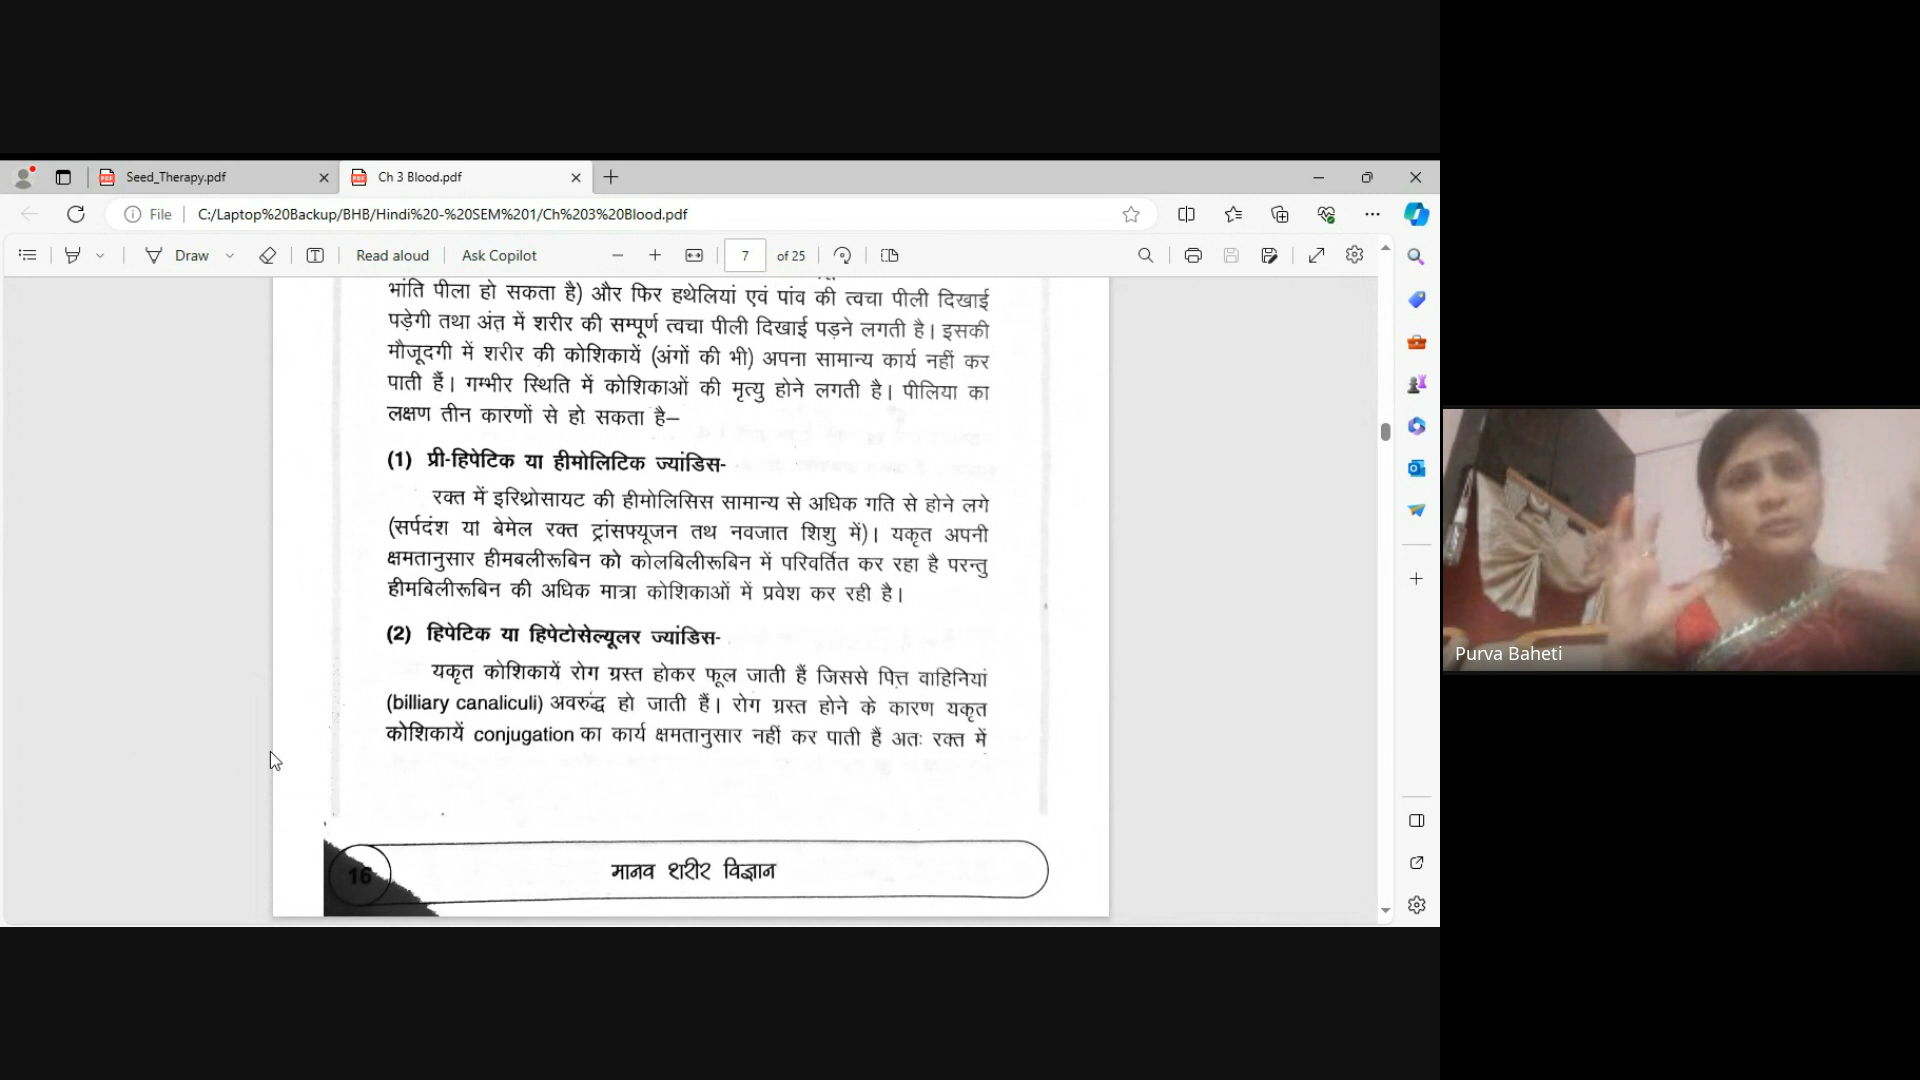 Seed_Therapy.pdf
Ch 3 Blood.pdf
File
C:/Laptop%20Backup/BHB/Hindi%20-%20SEM%201/Ch%203%20Blood.pdf
Draw
Read aloud
Ask Copilot
7
of 25
भांति पीला हो सकता है) और फिर हथेलियां एवं पांव की त्वचा पीली दिखाई
पड़ेगी तथा अंत में शरीर की सम्पूर्ण त्वचा पीली दिखाई पड़ने लगती है। इसकी
मौजूदगी में शरीर की कोशिकायें (अंगों की भी) अपना सामान्य कार्य नहीं कर
पाती हैं। गम्भीर स्थिति में कोशिकाओं की मृत्यु होने लगती है। पीलिया का
लक्षण तीन कारणों से हो सकता है–
(1) प्री-हिपेटिक या हीमोलिटिक ज्यांडिस-
रक्त में इरिथ्रोसायट की हीमोलिसिस सामान्य से अधिक गति से होने लगे
(सर्पदंश या बेमेल रक्त ट्रांसफ्यूजन तथ नवजात शिशु में)। यकृत अपनी
क्षमतानुसार हीमबलीरूबिन को कोलबिलीरूबिन में परिवर्तित कर रहा है परन्तु
हीमबिलीरूबिन की अधिक मात्रा कोशिकाओं में प्रवेश कर रही है।
(2) हिपेटिक या हिपेटोसेल्यूलर ज्यांडिस-
यकृत कोशिकायें रोग ग्रस्त होकर फूल जाती हैं जिससे पित्त वाहिनियां
(billiary canaliculi) अवरुद्ध हो जाती हैं। रोग ग्रस्त होने के कारण यकृत
कोशिकायें conjugation का कार्य क्षमतानुसार नहीं कर पाती हैं अतः रक्त में
16
मानव शरीर विज्ञान
Purva Baheti